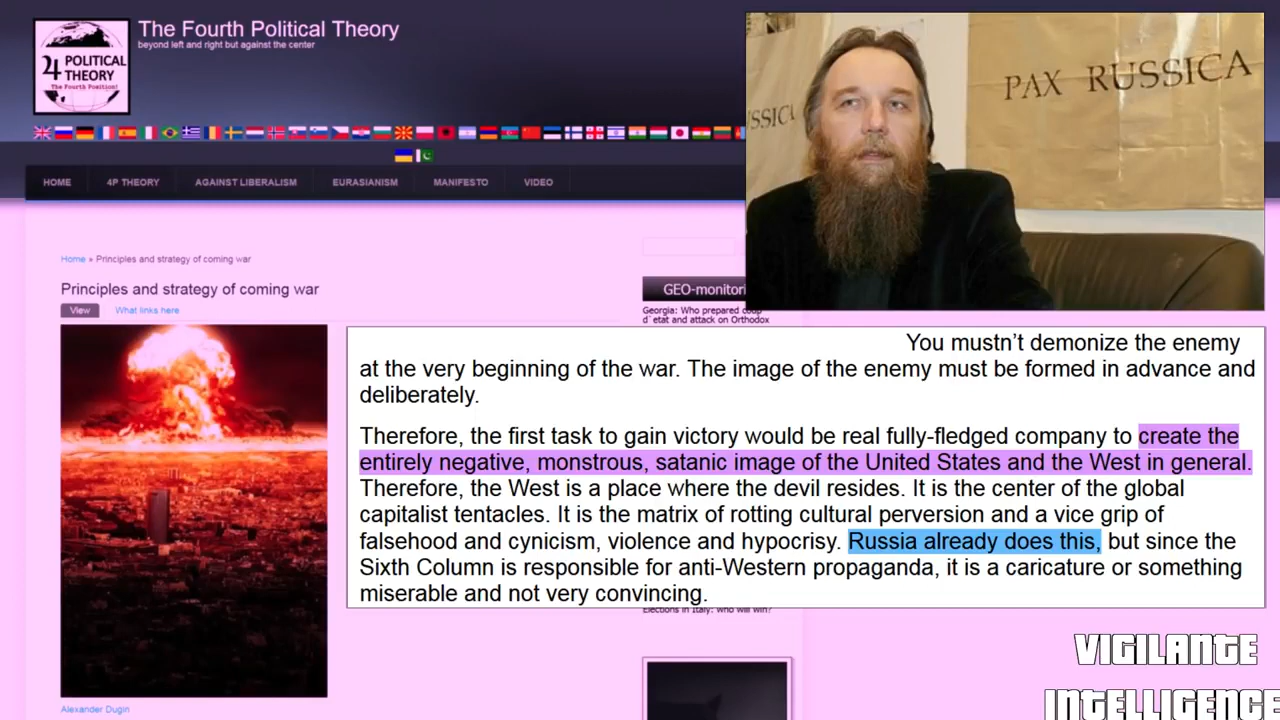 The Fourth Political Theory
beyond left and right but against the center
4 POLITICAL
THEORY
The Fourth Position!
HOME
4P THEORY
AGAINST LIBERALISM
EURASIANISM
MANIFESTO
VIDEO
PAX RUSSICA
USSICA
Home » Principles and strategy of coming war
Principles and strategy of coming war
View
What links here
GEO-monitori
Georgia: Who prepared coup
d`etat and attack on Orthodox
You mustn't demonize the enemy
at the very beginning of the war. The image of the enemy must be formed in advance and
deliberately.
Therefore, the first task to gain victory would be real fully-fledged company to create the
entirely negative, monstrous, satanic image of the United States and the West in general.
Therefore, the West is a place where the devil resides. It is the center of the global
capitalist tentacles. It is the matrix of rotting cultural perversion and a vice grip of
falsehood and cynicism, violence and hypocrisy. Russia already does this, but since the
Sixth Column is responsible for anti-Western propaganda, it is a caricature or something
miserable and not very convincing.
Elections in Italy: who will win?
Alexander Dugin
VIGILANTE
INTELLIGENCE